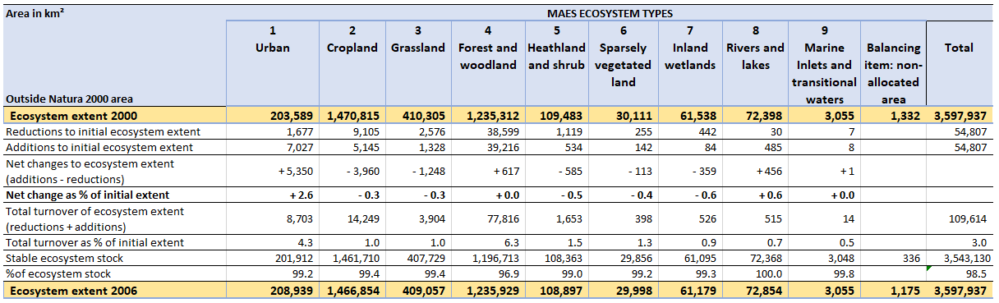 Area in km² MAES ECOSYSTEM TYPES
1 2 3 4 5 6 7 8 9 Balancing item: non-allocated area Total
Urban Cropland Grassland Forest and woodland Heathland and shrub Sparsely vegetated land Inland wetlands Rivers and lakes Marine Inlets and transitional waters
Outside Natura 2000 area
Ecosystem extent 2000 203,589 1,470,815 410,305 1,235,312 109,483 30,111 61,538 72,398 3,055 1,332 3,597,937
Reductions to initial ecosystem extent 1,677 9,105 2,576 38,599 1,119 255 442 30 7 54,807
Additions to initial ecosystem extent 7,027 5,145 1,328 39,216 534 142 84 485 8 54,807
Net changes to ecosystem extent
(additions - reductions) + 5,350 - 3,960 - 1,248 + 617 - 585 - 113 - 359 + 456 + 1
Net change as % of initial extent + 2.6 - 0.3 - 0.3 + 0.0 - 0.5 - 0.4 - 0.6 + 0.6 + 0.0
Total turnover of ecosystem extent
(reductions + additions) 8,703 14,249 3,904 77,816 1,653 398 526 515 14 109,614
Total turnover as % of initial extent 4.3 1.0 1.0 6.3 1.5 1.3 0.9 0.7 0.5 3.0
Stable ecosystem stock 201,912 1,461,710 407,729 1,196,713 108,363 29,856 61,095 72,368 3,048 336 3,543,130
%of ecosystem stock 99.2 99.4 99.4 96.9 99.0 99.2 99.3 100.0 99.8 98.5
Ecosystem extent 2006 208,939 1,466,854 409,057 1,235,929 108,897 29,998 61,179 72,854 3,055 1,175 3,597,937